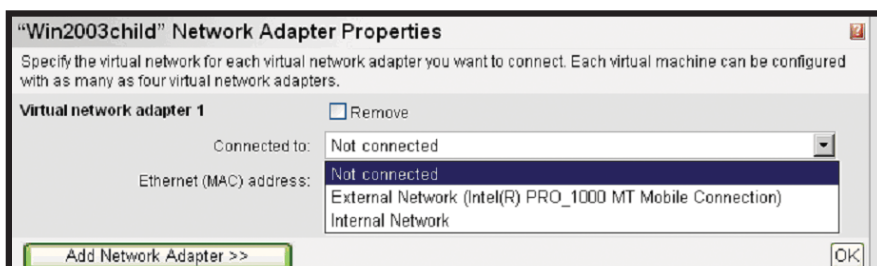 “Win2003child” Network Adapter Properties
?
Specify the virtual network for each virtual network adapter you want to connect. Each virtual machine can be configured
with as many as four virtual network adapters.
Virtual network adapter 1
Remove
Connected to:
Not connected
Ethernet (MAC) address:
Not connected
External Network (Intel(R) PRO_1000 MT Mobile Connection)
Internal Network
Add Network Adapter >>
OK